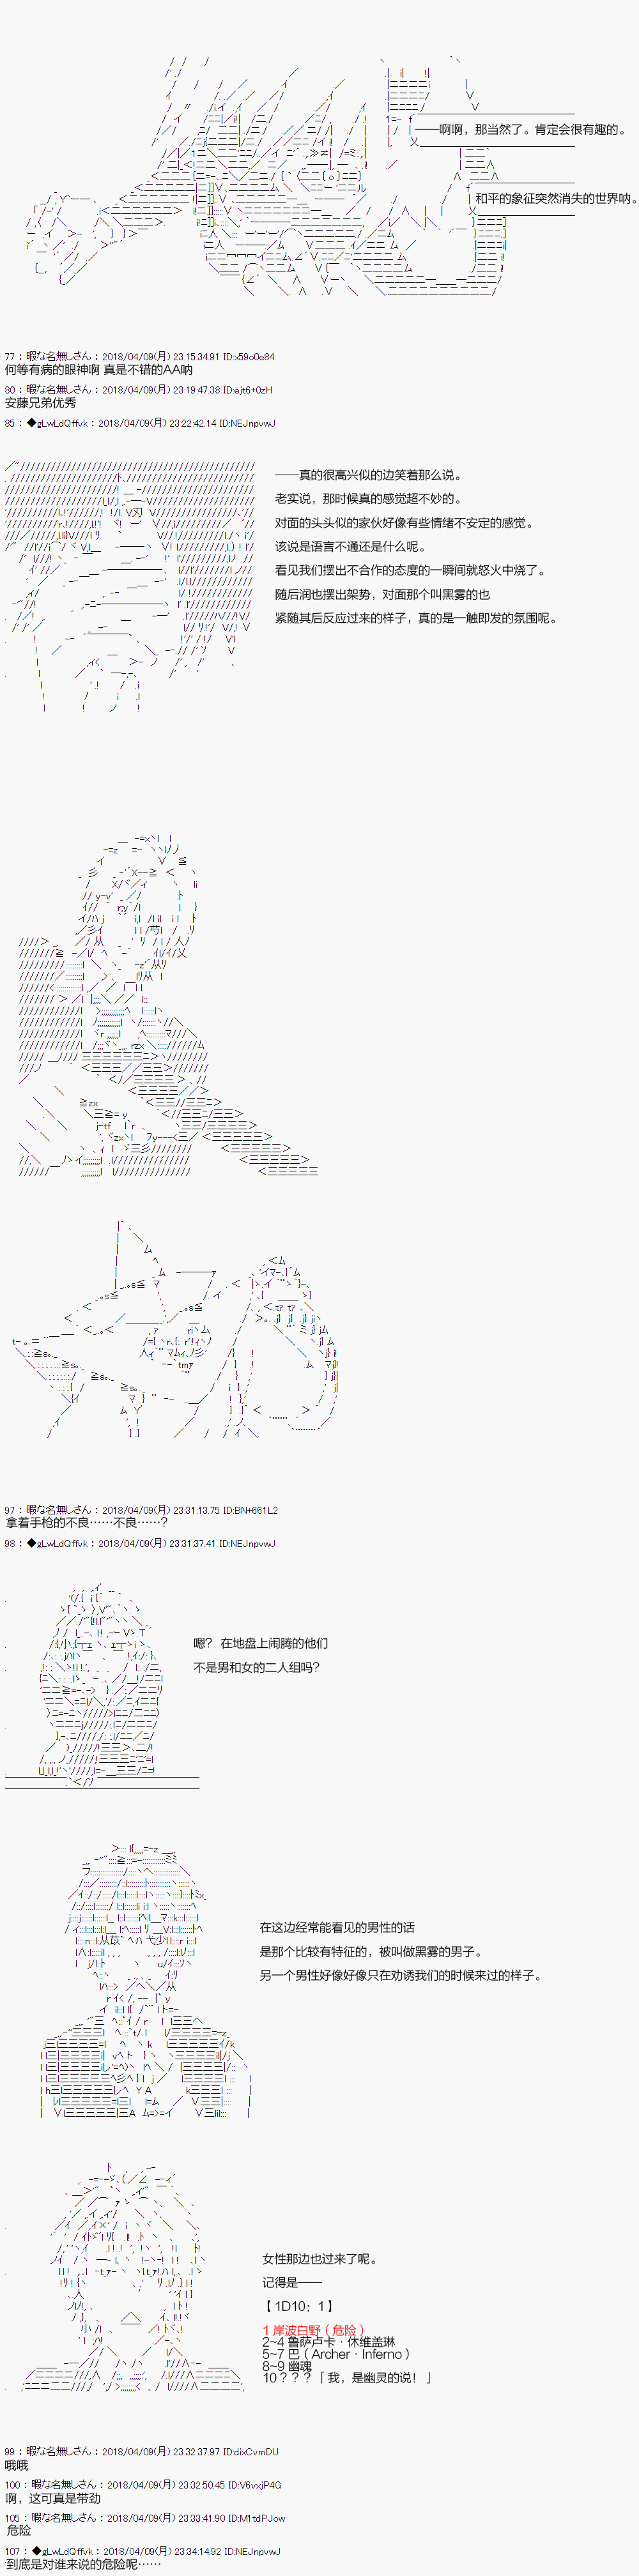 ——啊啊，那当然了。肯定会很有趣的。
和平的象征突然消失的世界呐。
77 ： 暇な名無しさん ： 2018/04/09(月) 23:15:34.91 ID:x59o0e84
何等有病的眼神啊 真是不错的AA呐
80 ： 暇な名無しさん ： 2018/04/09(月) 23:19:47.38 ID:ejt6+0zH
安藤兄弟优秀
85 ： ◆gLwLdQffvk ： 2018/04/09(月) 23:22:42.14 ID:NEJnpvwJ
——真的很高兴似的边笑着那么说。
老实说，那时候真的感觉超不妙的。
对面的头头似的家伙好像有些情绪不安定的感觉。
该说是语言不通还是什么呢。
看见我们摆出不合作的态度的一瞬间就怒火中烧了。
随后润也摆出架势，对面那个叫黑雾的也
紧随其后反应过来的样子，真的是一触即发的氛围呢。
97 ： 暇な名無しさん ： 2018/04/09(月) 23:31:13.75 ID:BN+661L2
拿着手枪的不良……不良……?
98 ： ◆gLwLdQffvk ： 2018/04/09(月) 23:31:37.41 ID:NEJnpvwJ
嗯？ 在地盘上闹腾的他们
不是男和女的二人组吗？
在这边经常能看见的男性的话
是那个比较有特征的，被叫做黑雾的男子。
另一个男性好像好像只在劝诱我们的时候来过的样子。
女性那边也过来了呢。
记得是——
【1D10：1】
1 岸波白野（危险）
2~4 鲁萨卢卡·休维盖琳
5~7 巴（Archer·Inferno）
8~9 幽魂
10 ？？？「我，是幽灵的说！」
99 ： 暇な名無しさん ： 2018/04/09(月) 23:32:37.97 ID:dixCvmDU
哦哦
100 ： 暇な名無しさん ： 2018/04/09(月) 23:32:50.45 ID:V6vxjP4G
啊，这可真是带劲
105 ： 暇な名無しさん ： 2018/04/09(月) 23:33:41.90 ID:M1tdPJow
危险
107 ： ◆gLwLdQffvk ： 2018/04/09(月) 23:34:14.92 ID:NEJnpvwJ
到底是对谁来说的危险呢……